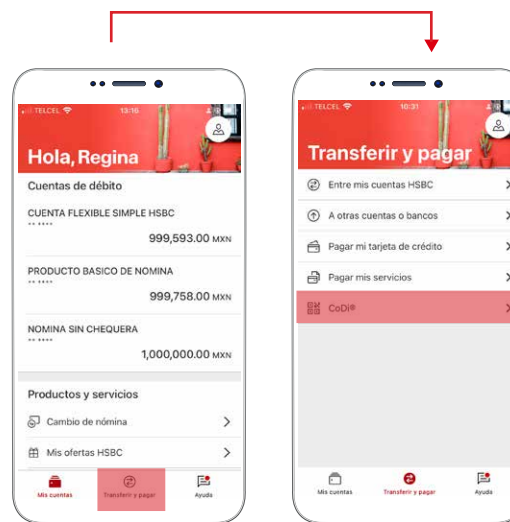 TELCEL 13:16
Hola, Regina
Cuentas de débito
CUENTA FLEXIBLE SIMPLE HSBC
•• ••••
999,593.00 MXN
PRODUCTO BASICO DE NOMINA
•• ••••
999,758.00 MXN
NOMINA SIN CHEQUERA
•• ••••
1,000,000.00 MXN
Productos y servicios
Cambio de nómina
Mis ofertas HSBC
Mis cuentas Transferir y pagar Ayuda
TELCEL 16:31
Transferir y pagar
Entre mis cuentas HSBC
A otras cuentas o bancos
Pagar mi tarjeta de crédito
Pagar mis servicios
CoDi®
Mis cuentas Transferir y pagar Ayuda